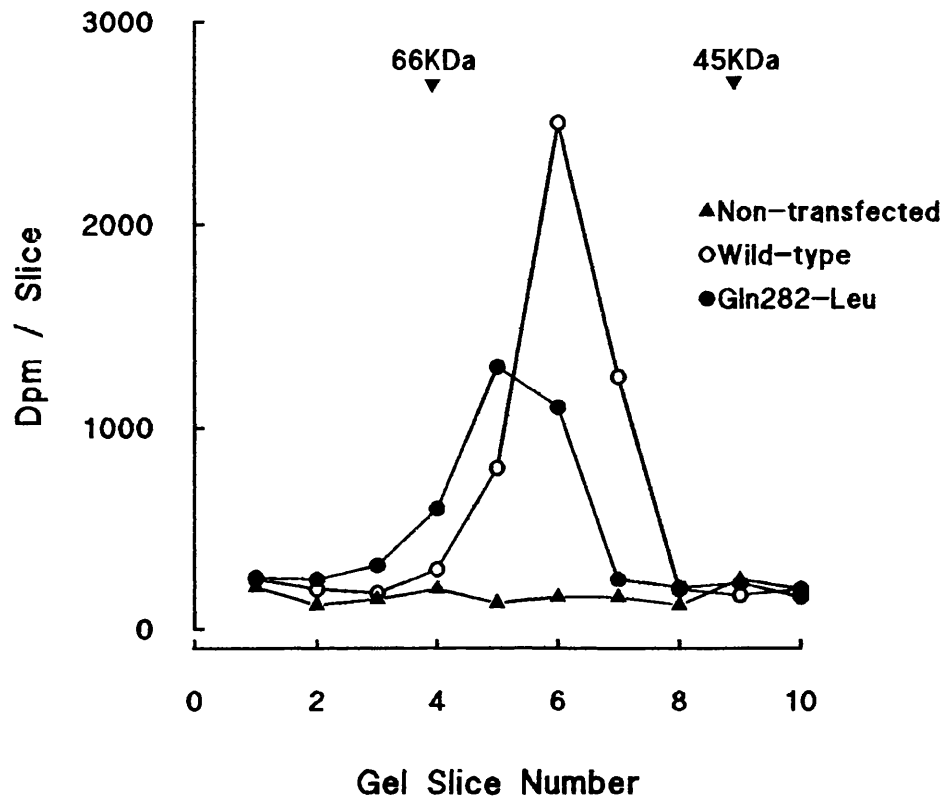 3000
66KDa
45KDa
2000
Non-transfected
Wild-type
Gln282-Leu
Dpm / Slice
1000
0
0 2 4 6 8 10
Gel Slice Number